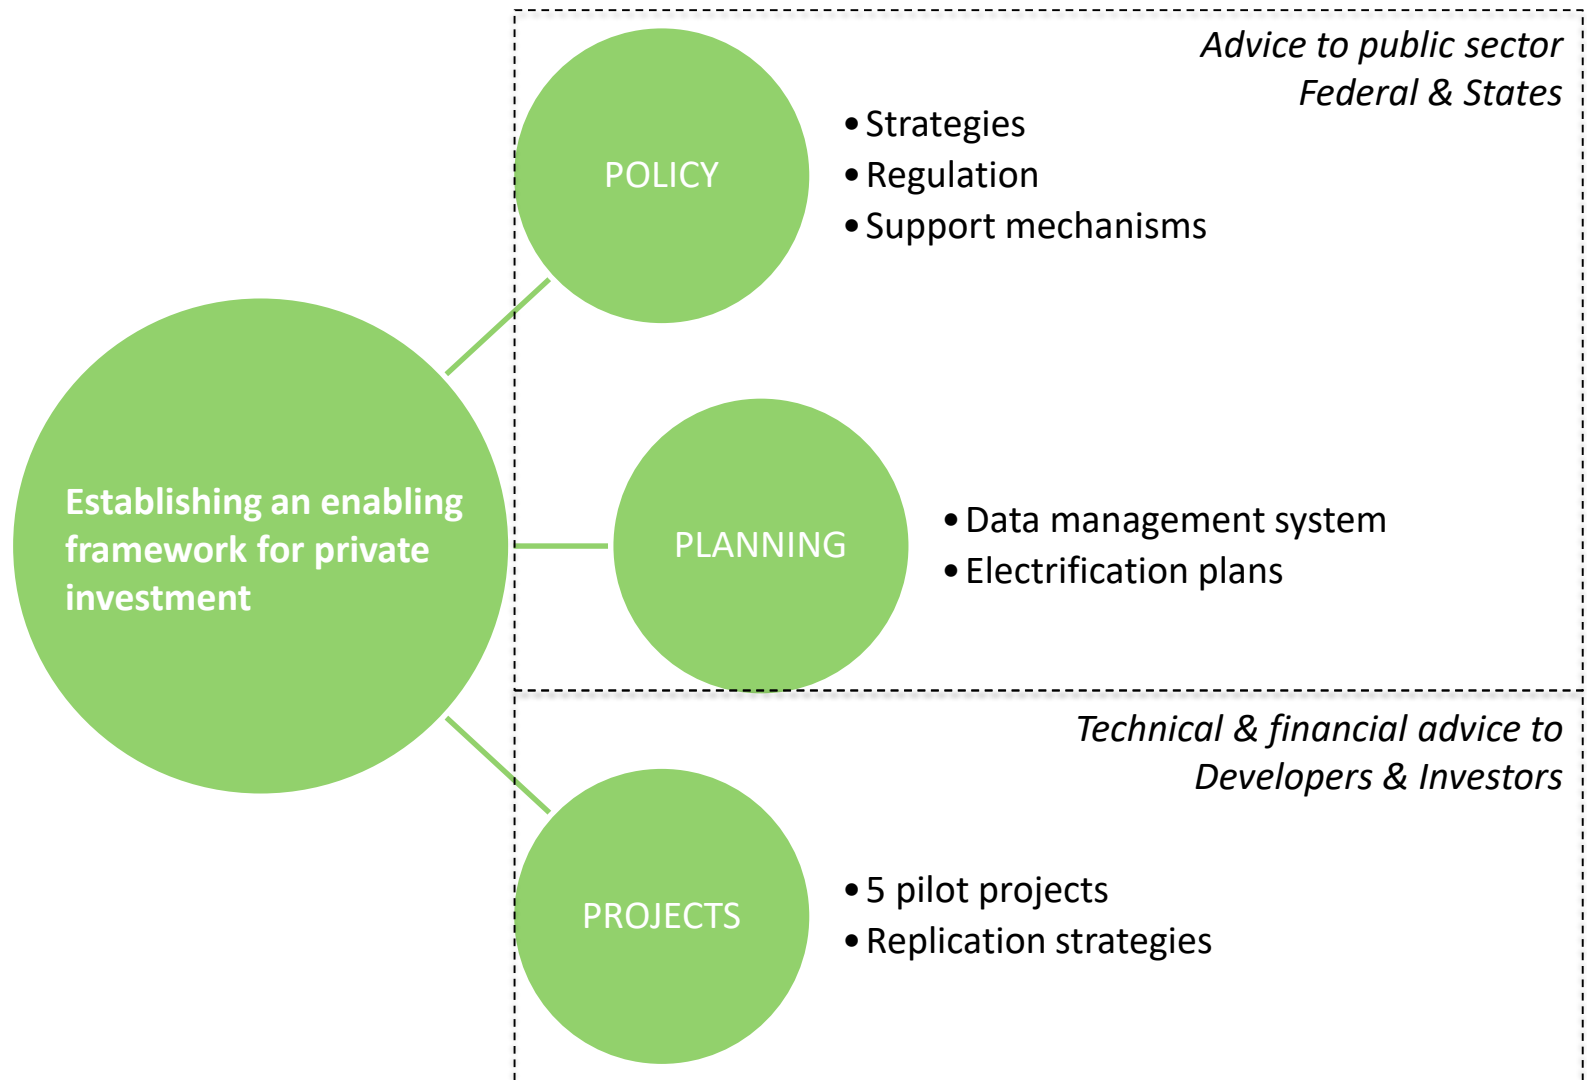 Advice to public sector
Federal & States
POLICY
•Strategies
•Regulation
•Support mechanisms
Establishing an enabling
framework for private
investment
PLANNING
•Data management system
•Electrification plans
Technical & financial advice to
Developers & Investors
PROJECTS
•5 pilot projects
•Replication strategies